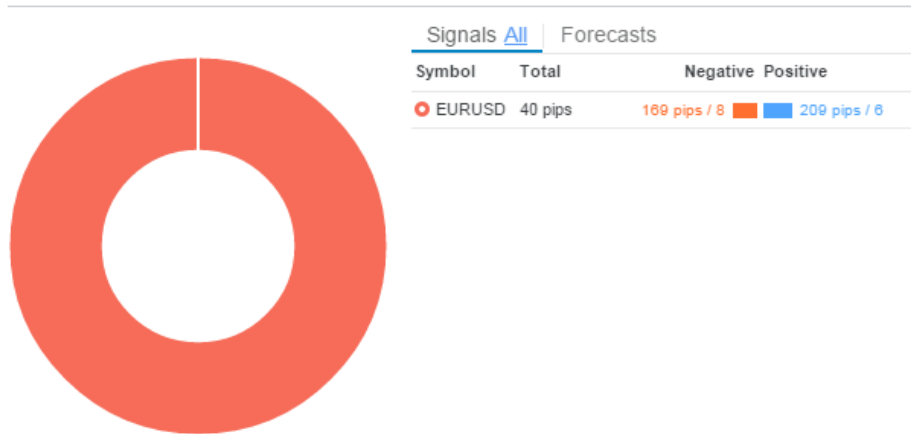 Signals All Forecasts
Symbol Total Negative Positive
EURUSD 40 pips 169 pips / 8 209 pips / 6